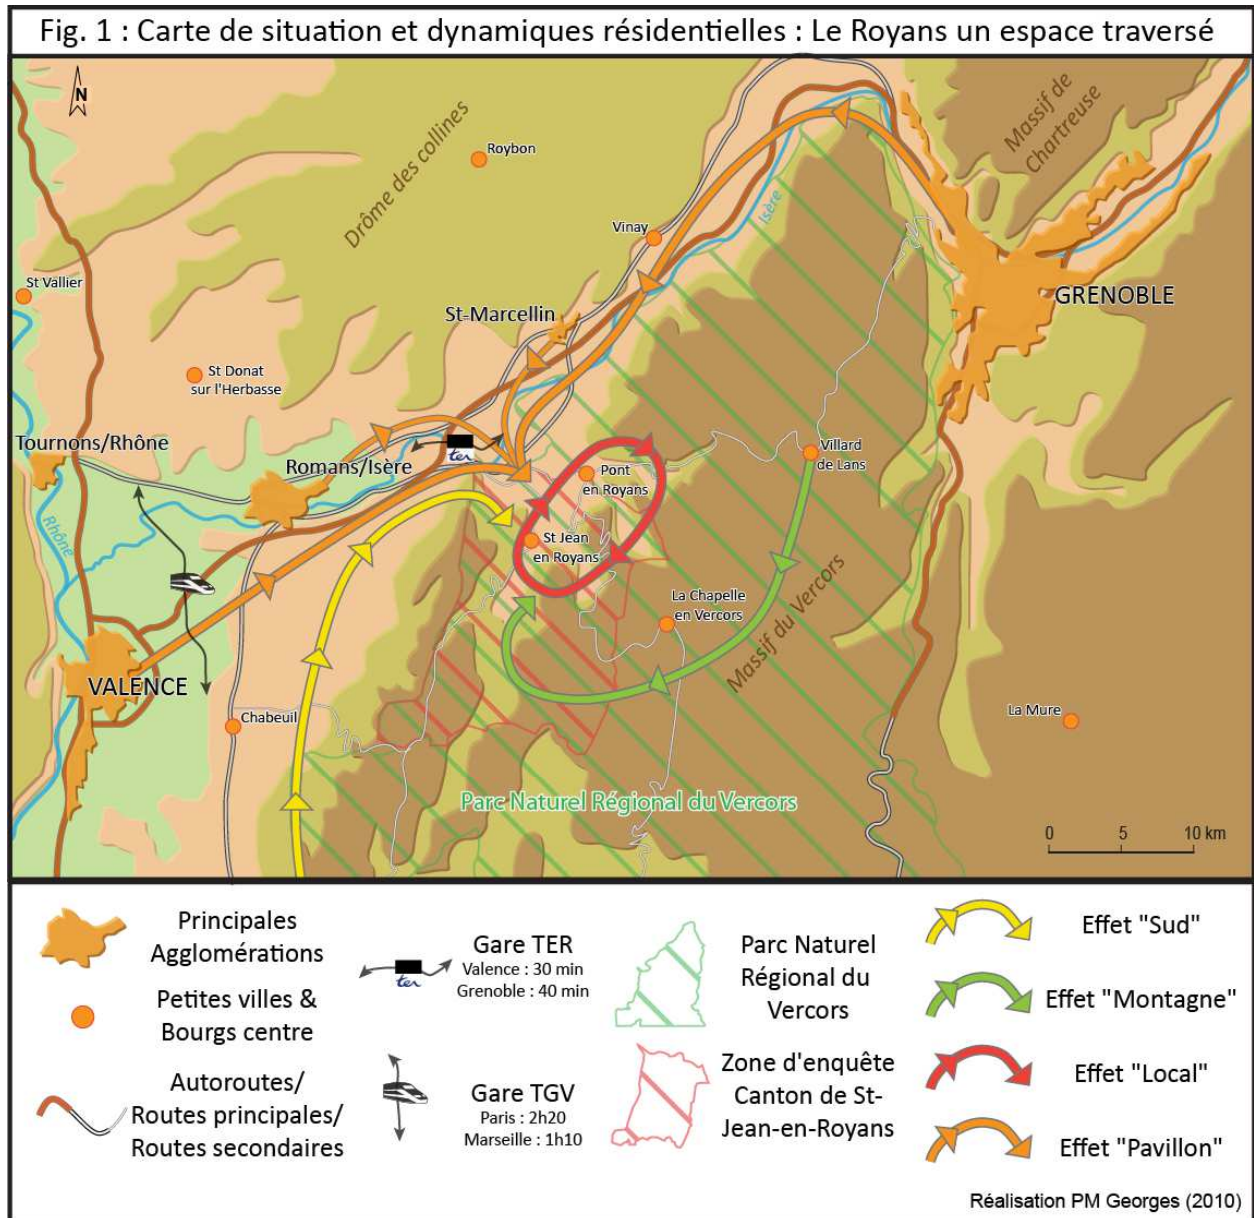 Fig. 1 : Carte de situation et dynamiques résidentielles : Le Royans un espace traversé
N
Drôme des collines
Roybon
Massif de
Chartreuse
Isère
Vinay
St Vallier
GRENOBLE
St-Marcellin
St Donat
sur l'Herbasse
Tournons/Rhône
Romans/Isère
ter
Villard
de Lans
Pont
en Royans
Rhône
St Jean
en Royans
La Chapelle
en Vercors
Massif du Vercors
VALENCE
Chabeuil
La Mure
Parc Naturel Régional du Vercors
0 5 10 km
Principales
Agglomérations
Petites villes &
Bourgs centre
Autoroutes/
Routes principales/
Routes secondaires
ter
Gare TER
Valence : 30 min
Grenoble : 40 min
Gare TGV
Paris : 2h20
Marseille : 1h10
Parc Naturel
Régional du
Vercors
Zone d'enquête
Canton de St-
Jean-en-Royans
Effet "Sud"
Effet "Montagne"
Effet "Local"
Effet "Pavillon"
Réalisation PM Georges (2010)